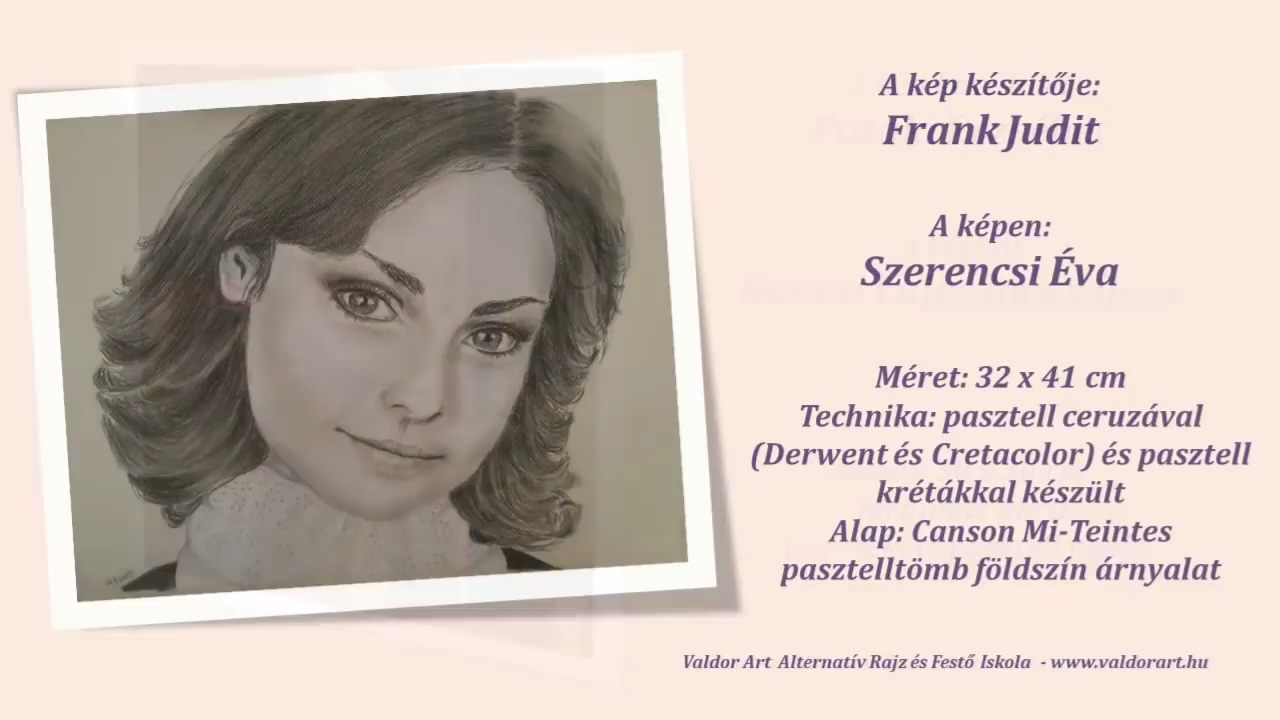 A kép készítője:
Frank Judit
A képen:
Szerencsi Éva
Méret: 32 x 41 cm
Technika: pasztell ceruzával
(Derwent és Cretacolor) és pasztell
krétákkal készült
Alap: Canson Mi-Teintes
pasztelltömb földszín árnyalat
Valdor Art Alternatív Rajz és Festő Iskola - www.valdorart.hu